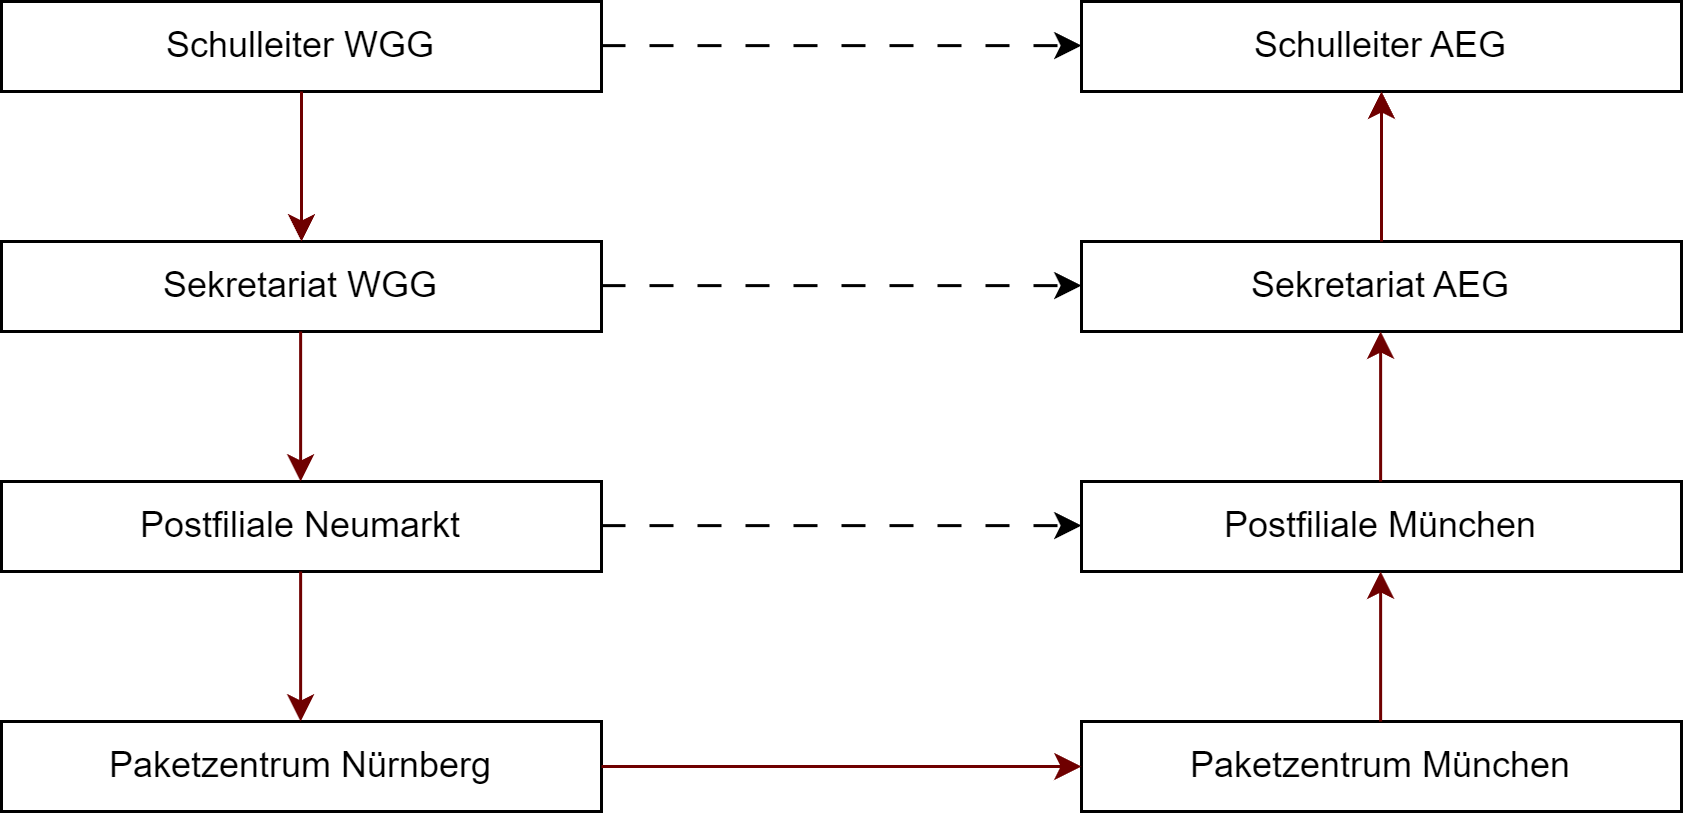 Schulleiter WGG
Schulleiter AEG
Sekretariat WGG
Sekretariat AEG
Postfiliale Neumarkt
Postfiliale München
Paketzentrum Nürnberg
Paketzentrum München